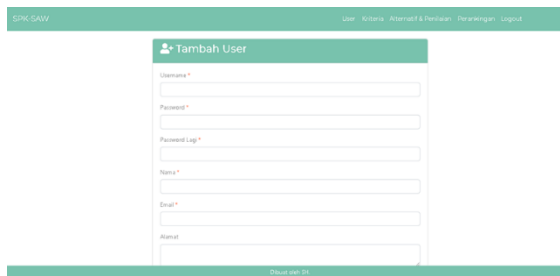 SPK-SAW
User Kriteria Alternatif & Penilaian Perankingan Logout
Tambah User
Username *
Password *
Password Lagi *
Nama *
Email *
Alamat
Dibuat oleh